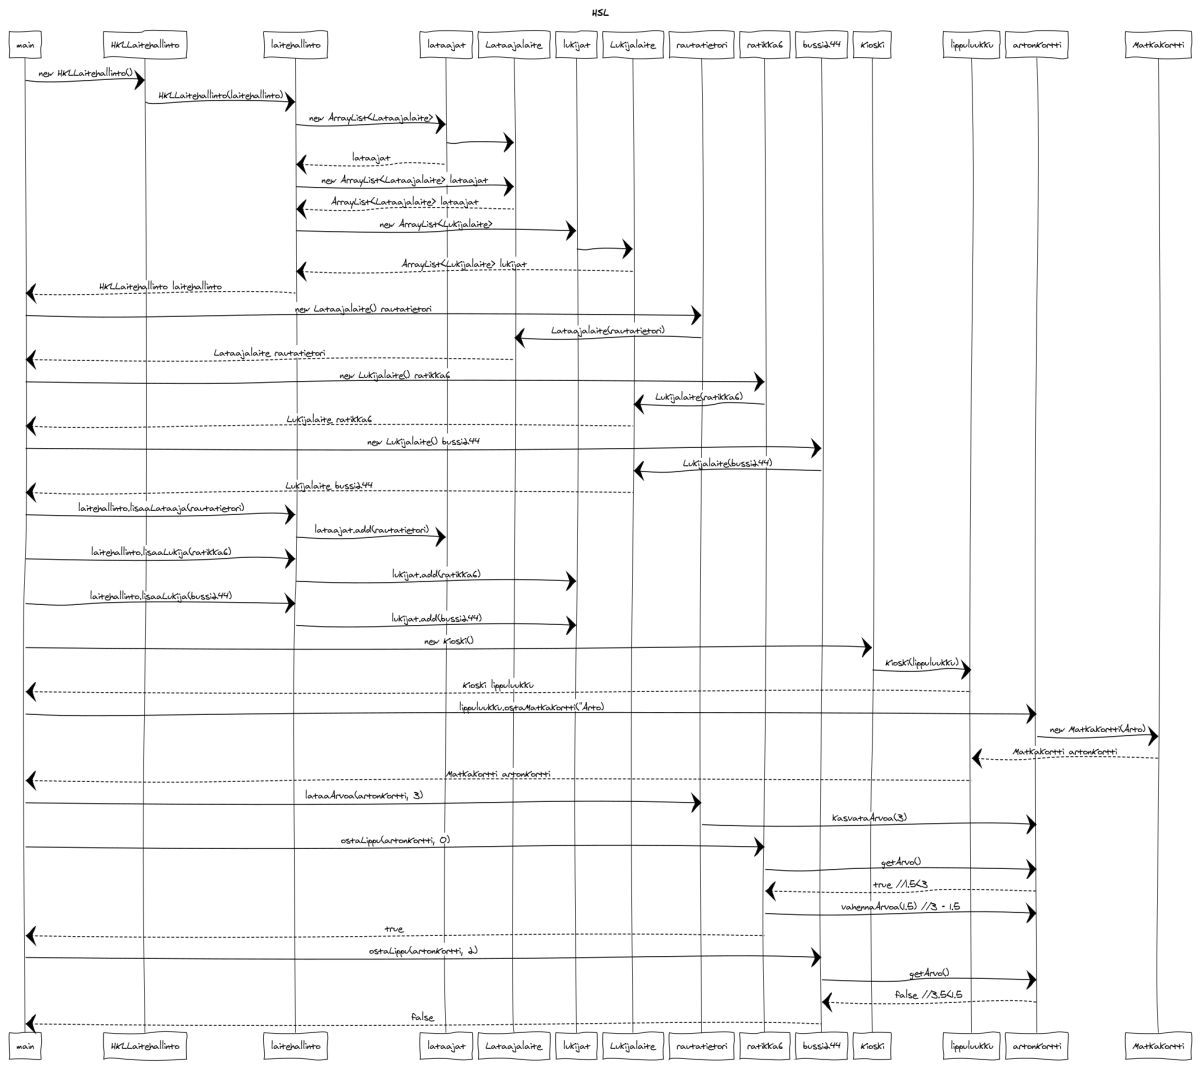 HSL
main HKLLaitehallinto laitehallinto lataajat Lataajalaite lukijat Lukijalaite rautatietori ratikka6 bussi244 Kioski lippuluukku artonKortti Matkakortti
new HKLLaitehallinto()
HKLLaitehallinto(laitehallinto)
new ArrayList<Lataajalaite>
lataajat
new ArrayList<Lataajalaite> lataajat
ArrayList<Lataajalaite> lataajat
new ArrayList<Lukijalaite>
ArrayList<Lukijalaite> lukijat
HKLLaitehallinto laitehallinto
new Lataajalaite() rautatietori
Lataajalaite(rautatietori)
Lataajalaite rautatietori
new Lukijalaite() ratikka6
Lukijalaite(ratikka6)
Lukijalaite ratikka6
new Lukijalaite() bussi244
Lukijalaite(bussi244)
Lukijalaite bussi244
laitehallinto.lisaaLataaja(rautatietori)
lataajat.add(rautatietori)
laitehallinto.lisaaLukija(ratikka6)
lukijat.add(ratikka6)
laitehallinto.lisaaLukija(bussi244)
lukijat.add(bussi244)
new Kioski()
Kioski(lippuluukku)
Kioski lippuluukku
lippuluukku.ostaMatkakortti("Arto)
new Matkakortti(Arto)
Matkakortti artonKortti
Matkakortti artonKortti
lataaArvoa(artonKortti, 3)
kasvataArvoa(3)
ostaLippu(artonKortti, 0)
getArvo()
true //1.5<3
vahennaArvoa(1.5) //3 - 1.5
true
ostaLippu(artonKortti, 2)
getArvo()
false //3.5<1.5
false
main HKLLaitehallinto laitehallinto lataajat Lataajalaite lukijat Lukijalaite rautatietori ratikka6 bussi244 Kioski lippuluukku artonKortti Matkakortti